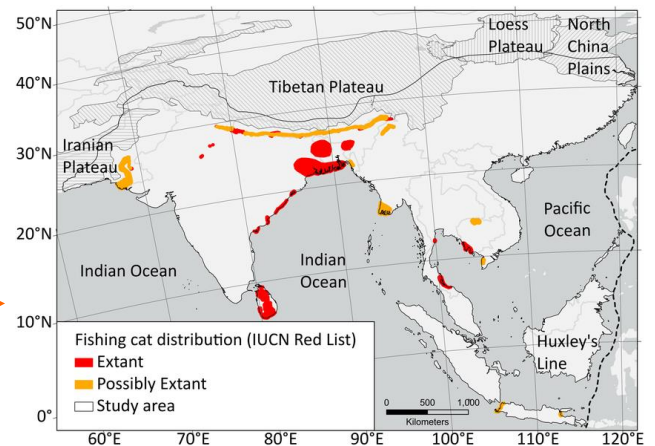 50°N
40°N
30°N
20°N
10°N
0°
Loess
Plateau
North
China
Plains
Tibetan Plateau
Iranian
Plateau
Pacific
Ocean
Indian Ocean
Indian
Ocean
Huxley's
Line
Fishing cat distribution (IUCN Red List)
Extant
Possibly Extant
Study area
0 500 1,000
Kilometers
60°E 70°E 80°E 90°E 100°E 110°E 120°E